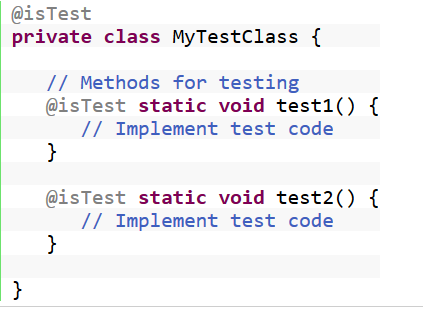 @isTest
private class MyTestClass {
// Methods for testing
@isTest static void test1() {
// Implement test code
}
@isTest static void test2() {
// Implement test code
}
}